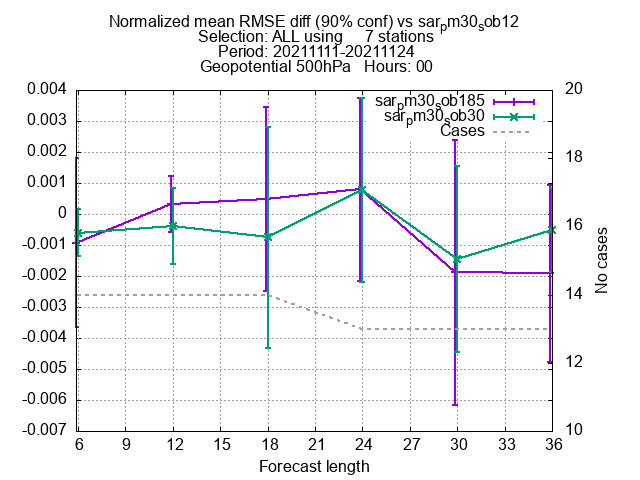 Normalized mean RMSE diff (90% conf) vs sarpm30sob12
Selection: ALL using 7 stations
Period: 20211111-20211124
Geopotential 500hPa Hours: 00
sarpm30sob185
sarpm30sob30
Cases
0.004
0.003
0.002
0.001
0
-0.001
-0.002
-0.003
-0.004
-0.005
-0.006
-0.007
20
18
16
14
12
10
No cases
6 9 12 15 18 21 24 27 30 33 36
Forecast length